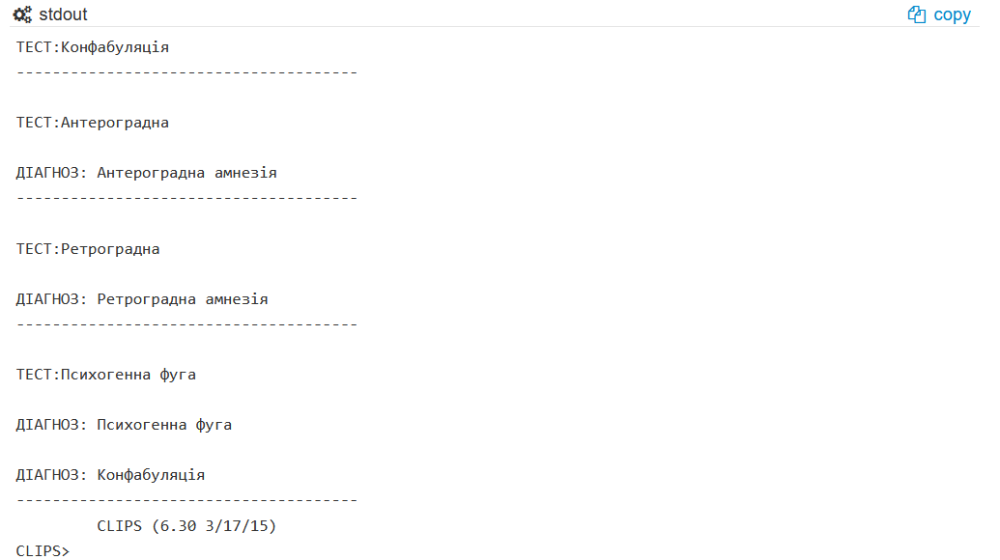 stdout
copy
ТЕСТ:Конфабуляція
--------------------------------------
ТЕСТ:Антероградна
ДІАГНОЗ: Антероградна амнезія
--------------------------------------
ТЕСТ:Ретроградна
ДІАГНОЗ: Ретроградна амнезія
--------------------------------------
ТЕСТ:Психогенна фуга
ДІАГНОЗ: Психогенна фуга
ДІАГНОЗ: Конфабуляція
--------------------------------------
CLIPS (6.30 3/17/15)
CLIPS>